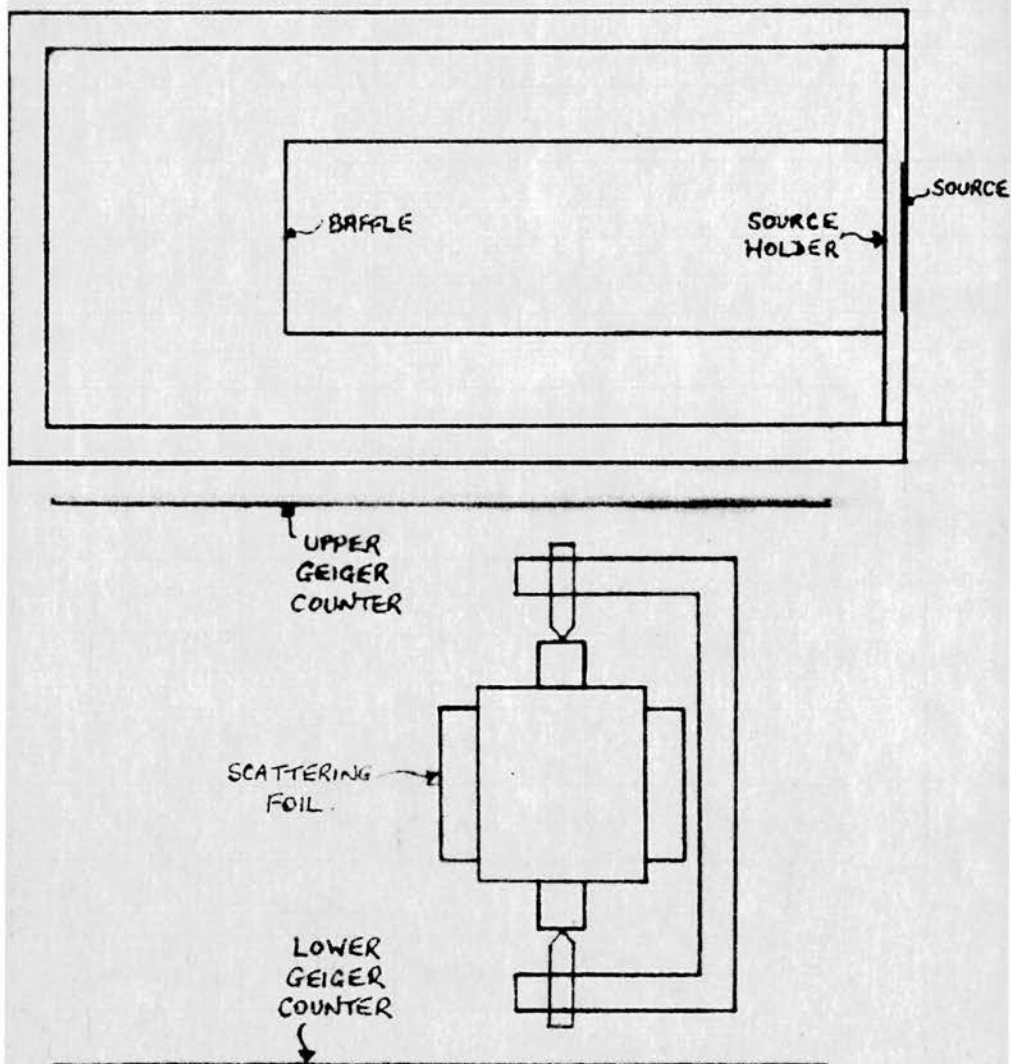 BAFFLE
SOURCE
HOLDER
SOURCE
UPPER
GEIGER
COUNTER
SCATTERING
FOIL.
LOWER
GEIGER
COUNTER